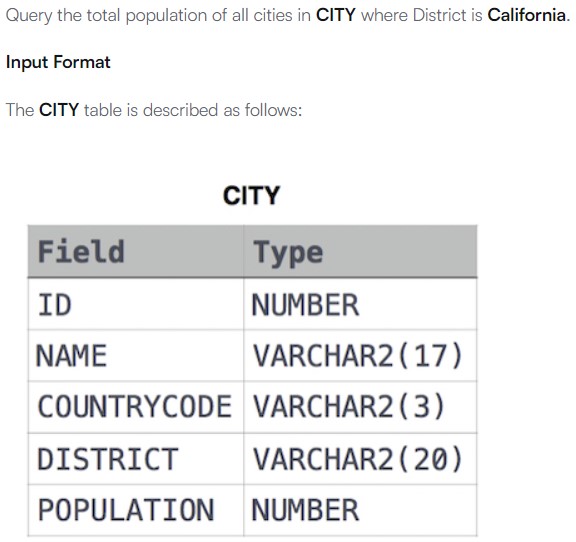 Query the total population of all cities in CITY where District is California.
Input Format
The CITY table is described as follows:
CITY
Field Type
ID NUMBER
NAME VARCHAR2(17)
COUNTRYCODE VARCHAR2(3)
DISTRICT VARCHAR2(20)
POPULATION NUMBER